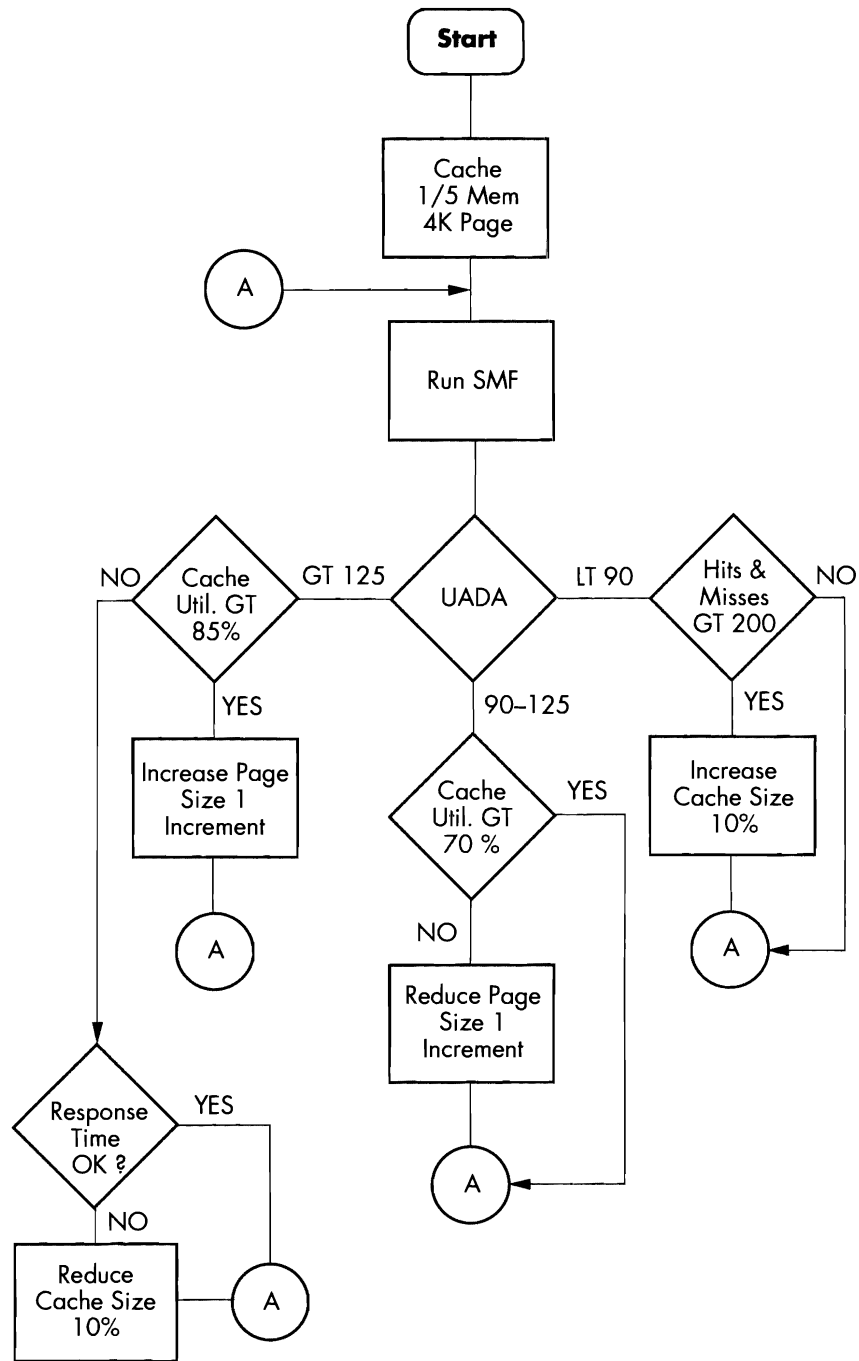 Start
Cache
1/5 Mem
4K Page
A
Run SMF
NO
Cache
Util. GT
85%
GT 125
UADA
LT 90
Hits &
Misses
GT 200
NO
YES
Increase Page
Size 1
Increment
A
90–125
Cache
Util. GT
70 %
YES
NO
Reduce Page
Size 1
Increment
A
YES
Increase
Cache Size
10%
A
Response
Time
OK ?
YES
NO
Reduce
Cache Size
10%
A